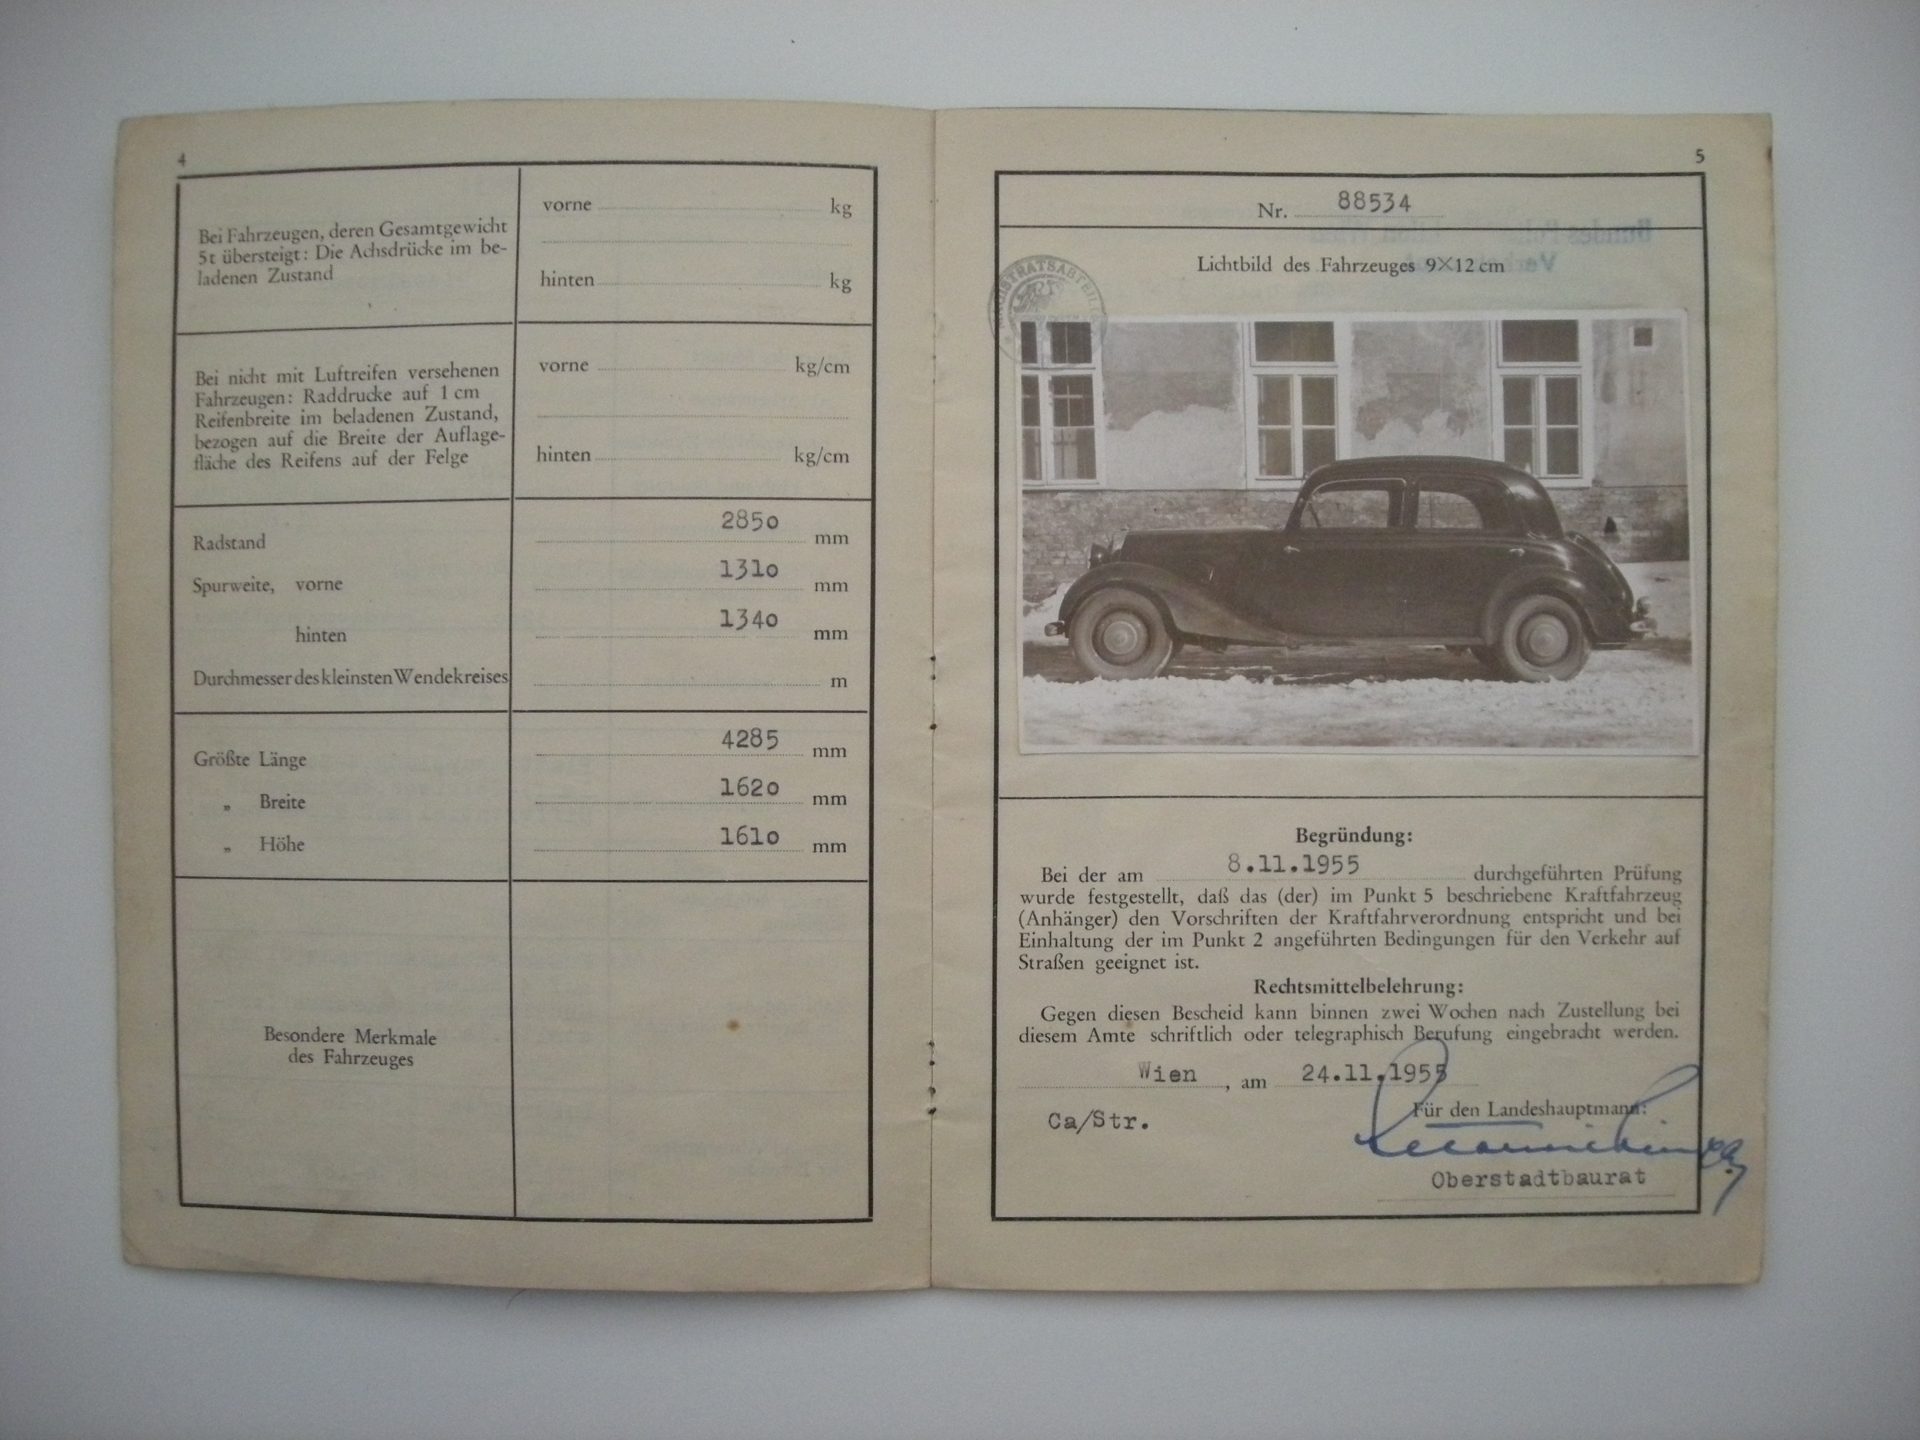 4
Bei Fahrzeugen, deren Gesamtgewicht
5t übersteigt: Die Achsdrücke im be-
ladenen Zustand
vorne kg
hinten kg
Bei nicht mit Luftreifen versehenen
Fahrzeugen: Raddrucke auf 1 cm
Reifenbreite im beladenen Zustand,
bezogen auf die Breite der Auflage-
fläche des Reifens auf der Felge
vorne kg/cm
hinten kg/cm
Radstand 2850 mm
Spurweite, vorne 1310 mm
hinten 1340 mm
Durchmesser des kleinsten Wendekreises m
Größte Länge 4285 mm
„ Breite 1620 mm
„ Höhe 1610 mm
Besondere Merkmale
des Fahrzeuges
5
Nr. 88534
Lichtbild des Fahrzeuges 9×12 cm
Begründung:
Bei der am 8.11.1955 durchgeführten Prüfung
wurde festgestellt, daß das (der) im Punkt 5 beschriebene Kraftfahrzeug
(Anhänger) den Vorschriften der Kraftfahrverordnung entspricht und bei
Einhaltung der im Punkt 2 angeführten Bedingungen für den Verkehr auf
Straßen geeignet ist.
Rechtsmittelbelehrung:
Gegen diesen Bescheid kann binnen zwei Wochen nach Zustellung bei
diesem Amte schriftlich oder telegraphisch Berufung eingebracht werden.
Wien, am 24.11.1955
Für den Landeshauptmann:
Ca/Str.
Oberstadtbaurat